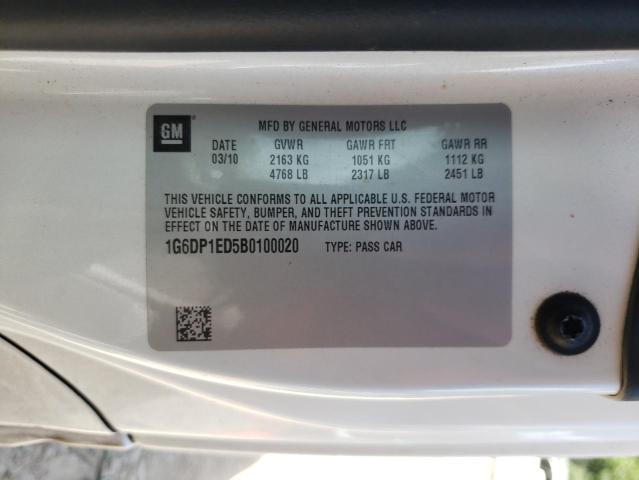 GM
MFD BY GENERAL MOTORS LLC
DATE GVWR GAWR FRT GAWR RR
03/10 2163 KG 1051 KG 1112 KG
4768 LB 2317 LB 2451 LB
THIS VEHICLE CONFORMS TO ALL APPLICABLE U.S. FEDERAL MOTOR
VEHICLE SAFETY, BUMPER, AND THEFT PREVENTION STANDARDS IN
EFFECT ON THE DATE OF MANUFACTURE SHOWN ABOVE.
1G6DP1ED5B0100020 TYPE: PASS CAR